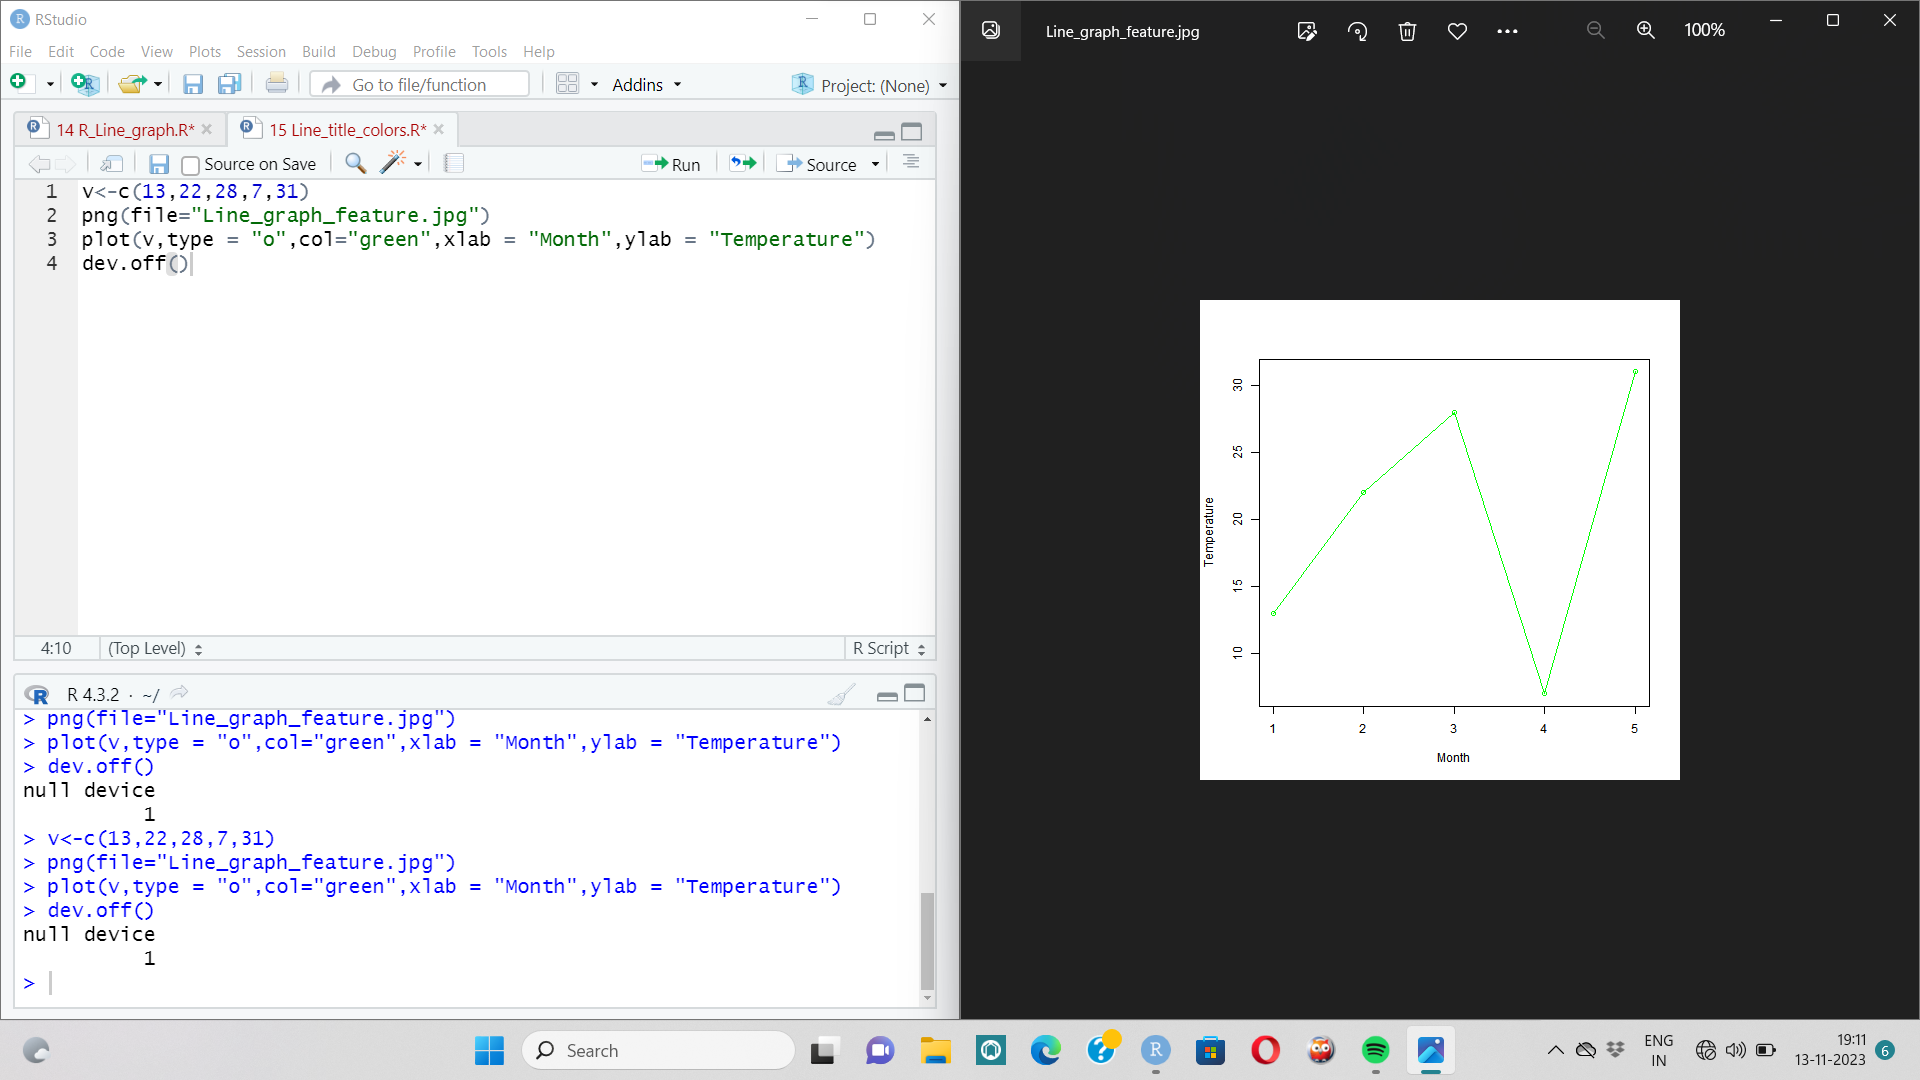 RStudio
File Edit Code View Plots Session Build Debug Profile Tools Help
Go to file/function Addins Project: (None)
14 R_Line_graph.R* 15 Line_title_colors.R*
Source on Save Run Source
1 v<-c(13,22,28,7,31)
2 png(file="Line_graph_feature.jpg")
3 plot(v,type = "o",col="green",xlab = "Month",ylab = "Temperature")
4 dev.off()
4:10 (Top Level) R Script
R 4.3.2 · ~/
> png(file="Line_graph_feature.jpg")
> plot(v,type = "o",col="green",xlab = "Month",ylab = "Temperature")
> dev.off()
null device
1
> v<-c(13,22,28,7,31)
> png(file="Line_graph_feature.jpg")
> plot(v,type = "o",col="green",xlab = "Month",ylab = "Temperature")
> dev.off()
null device
1
>
Line_graph_feature.jpg 100%
30
25
20
15
10
Temperature
1 2 3 4 5
Month
Search
ENG
IN
19:11
13-11-2023
6